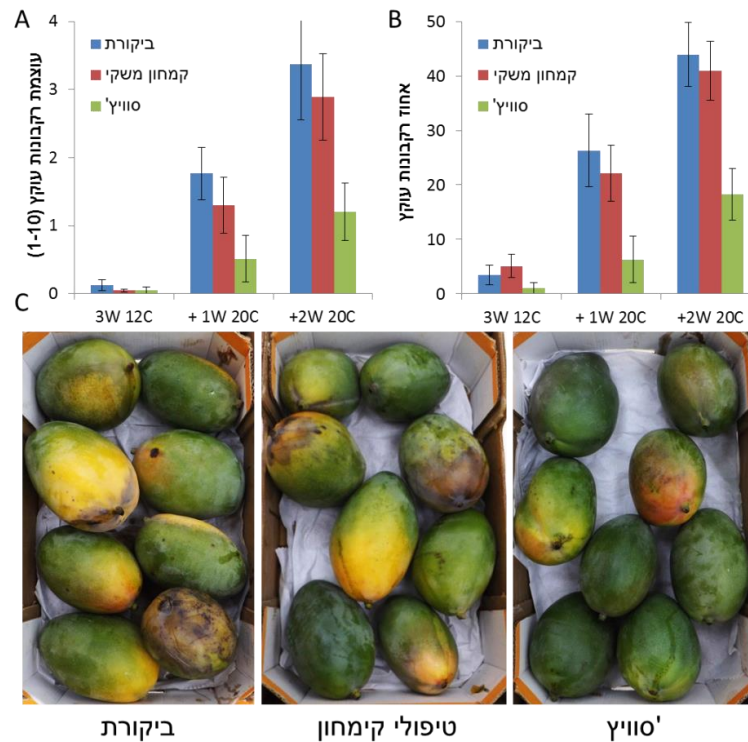 A
עוצמת רקבונות עוקץ (1-10)
4
3
2
1
0
ביקורת
קמחון משקי
סוויץ'
3W 12C
+ 1W 20C
+2W 20C
B
אחוז רקבונות עוקץ
50
40
30
20
10
0
ביקורת
קמחון משקי
סוויץ'
3W 12C
+ 1W 20C
+2W 20C
C
ביקורת
טיפולי קימחון
סוויץ'